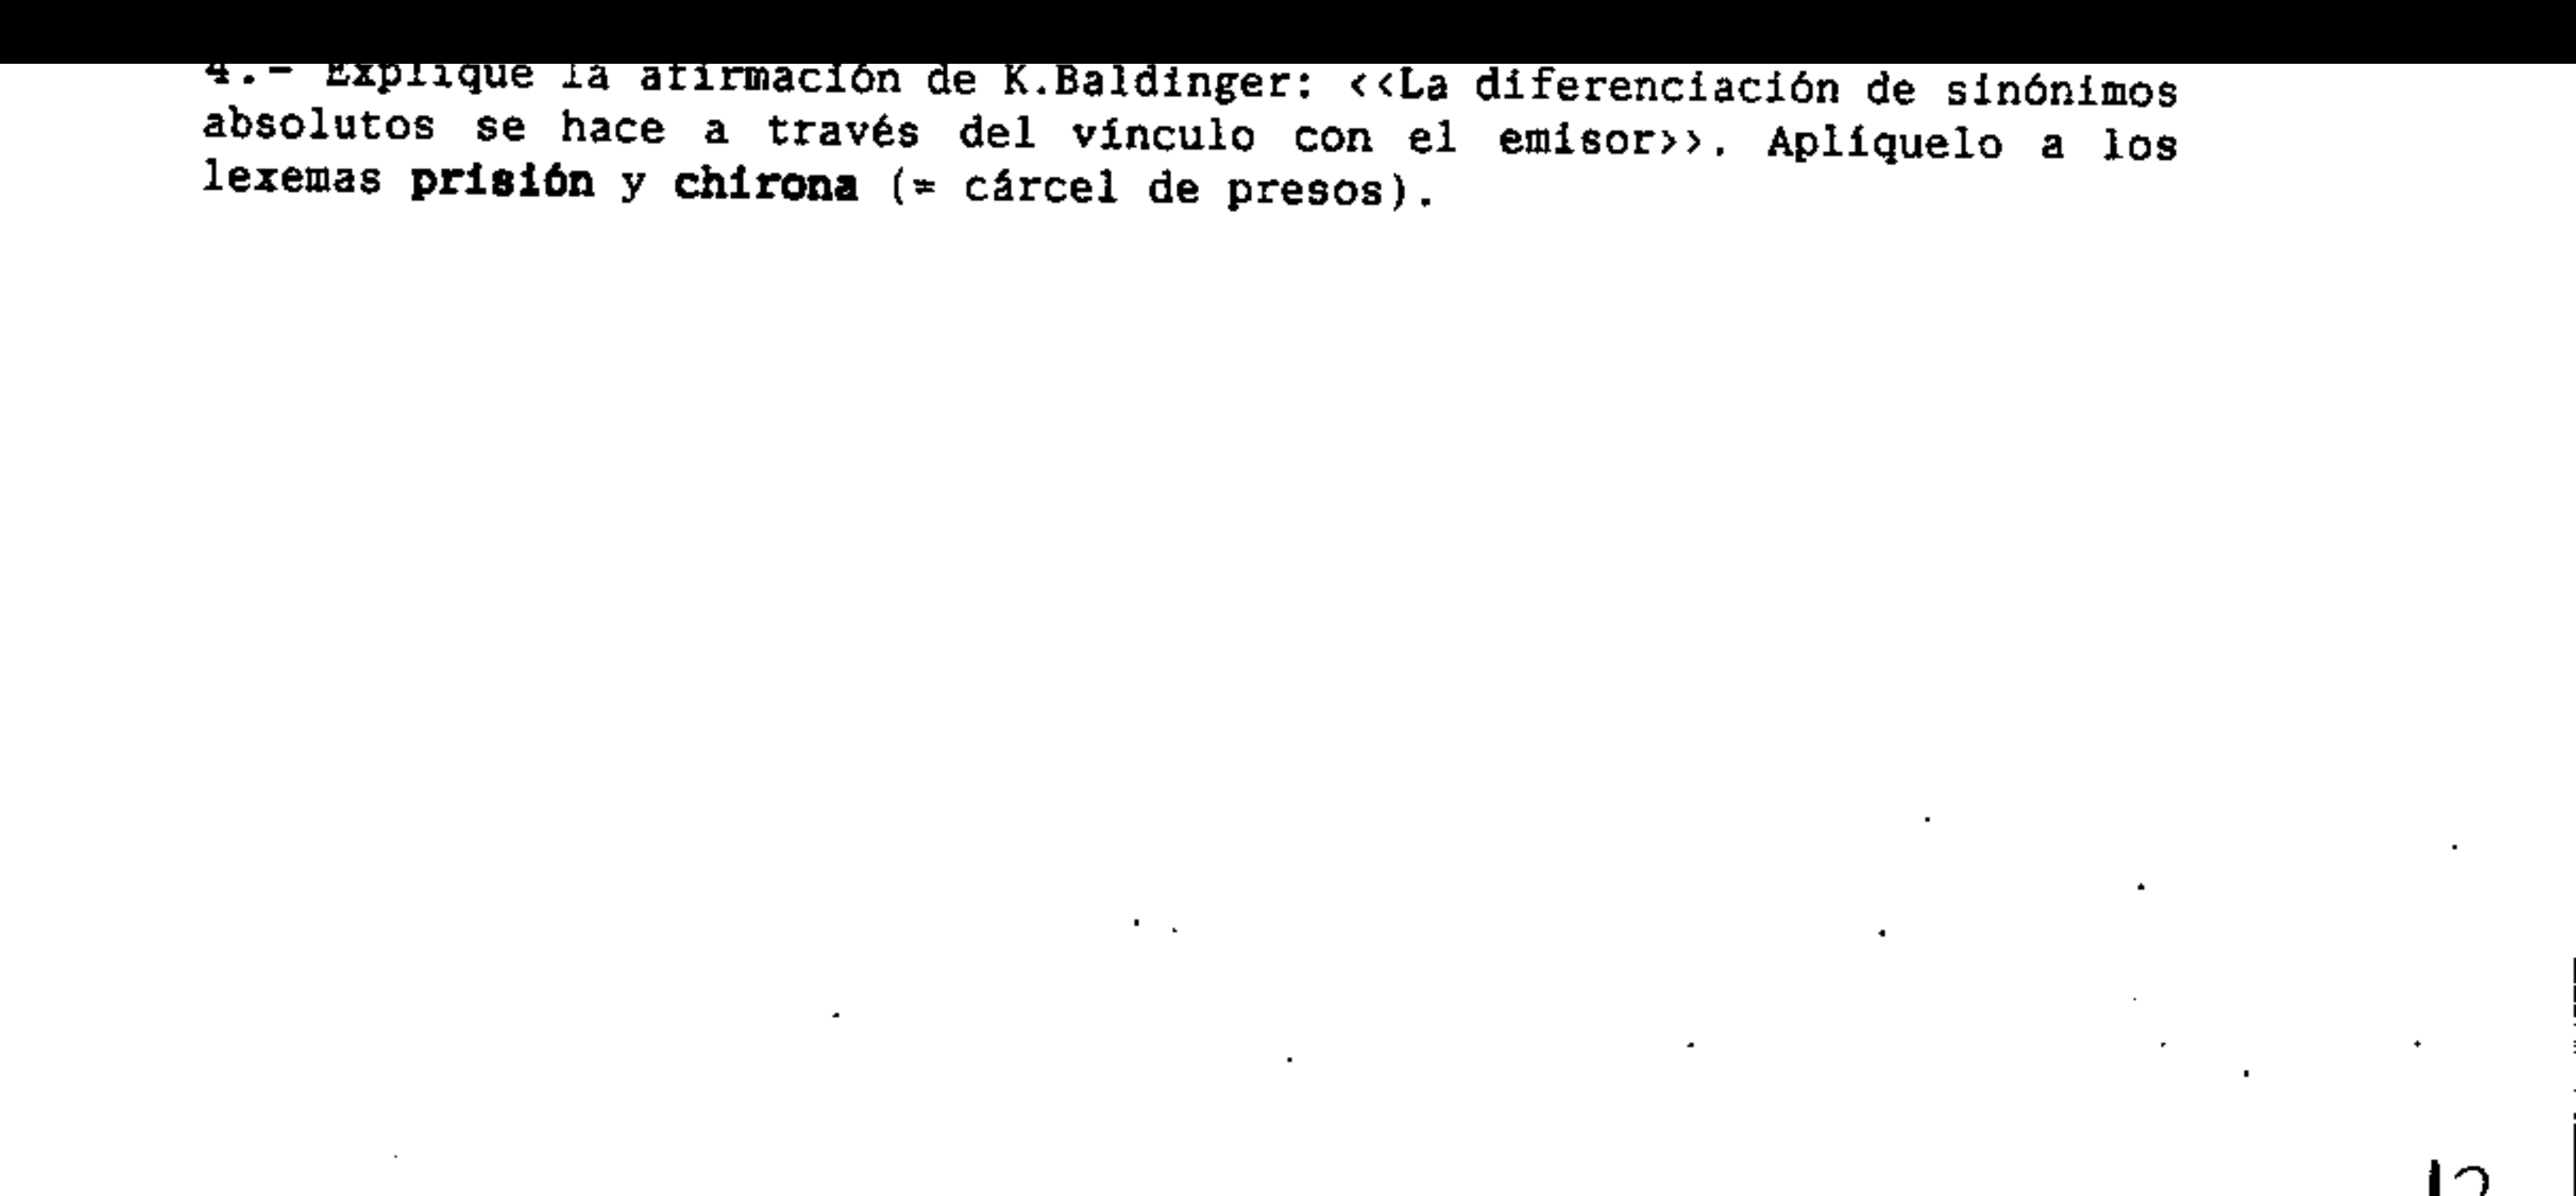 4.- Explique la afirmación de K.Baldinger: <<La diferenciación de sinónimos
absolutos se hace a través del vínculo con el emisor>>. Aplíquelo a los
lexemas prisión y chirona (= cárcel de presos).